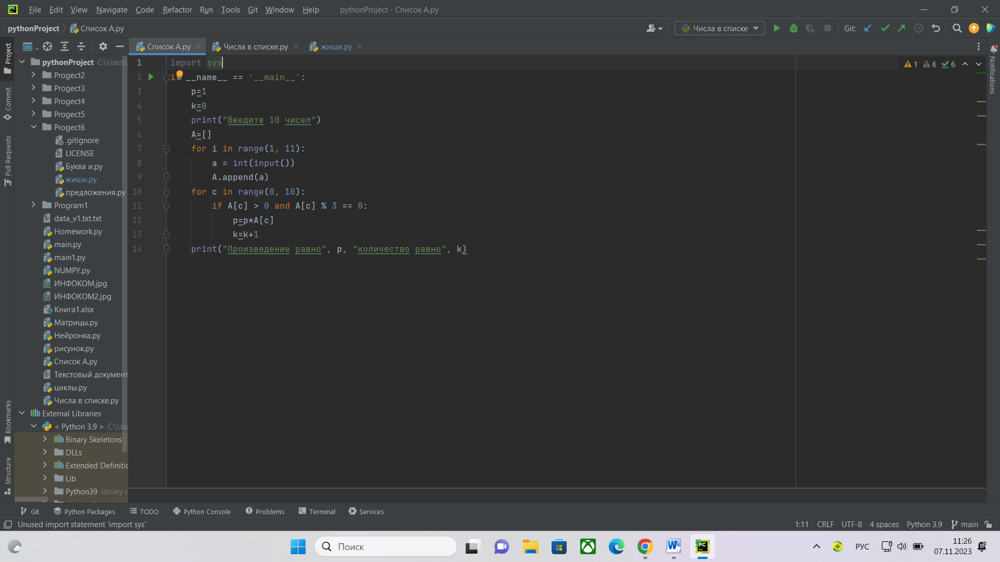 File Edit View Navigate Code Refactor Run Tools Git Window Help pythonProject - Список А.py
pythonProject Список А.py Числа в списке Git:
Список А.py Числа в списке.py жиши.py
Project
Commit
Pull Requests
Bookmarks
Structure
pythonProject C:\Users\
Progect2
Progect3
Progect4
Progect5
Progect6
.gitignore
LICENSE
Буква и.py
жиши.py
предложения.py
Program1
data_v1.txt.txt
Homework.py
main.py
main1.py
NUMPY.py
ИНФОКОМ.jpg
ИНФОКОМ2.jpg
Книга1.xlsx
Матрицы.py
Нейронка.py
рисунок.py
Список А.py
Текстовый документ
циклы.py
Числа в списке.py
External Libraries
< Python 3.9 > C:\Use
Binary Skeletons
DLLs
Extended Definitic
Lib
Python39 library r
1 import sys
2 i __name__ == '__main__':
3 p=1
4 k=0
5 print("Введите 10 чисел")
6 A=[]
7 for i in range(1, 11):
8 a = int(input())
9 A.append(a)
10 for c in range(0, 10):
11 if A[c] > 0 and A[c] % 3 == 0:
12 p=p*A[c]
13 k=k+1
14 print("Произведение равно", p, "количество равно", k)
1 6 6
Notifications
Git Python Packages TODO Python Console Problems Terminal Services
Unused import statement 'import sys' 1:11 CRLF UTF-8 4 spaces Python 3.9 main
Поиск РУС 11:26
07.11.2023